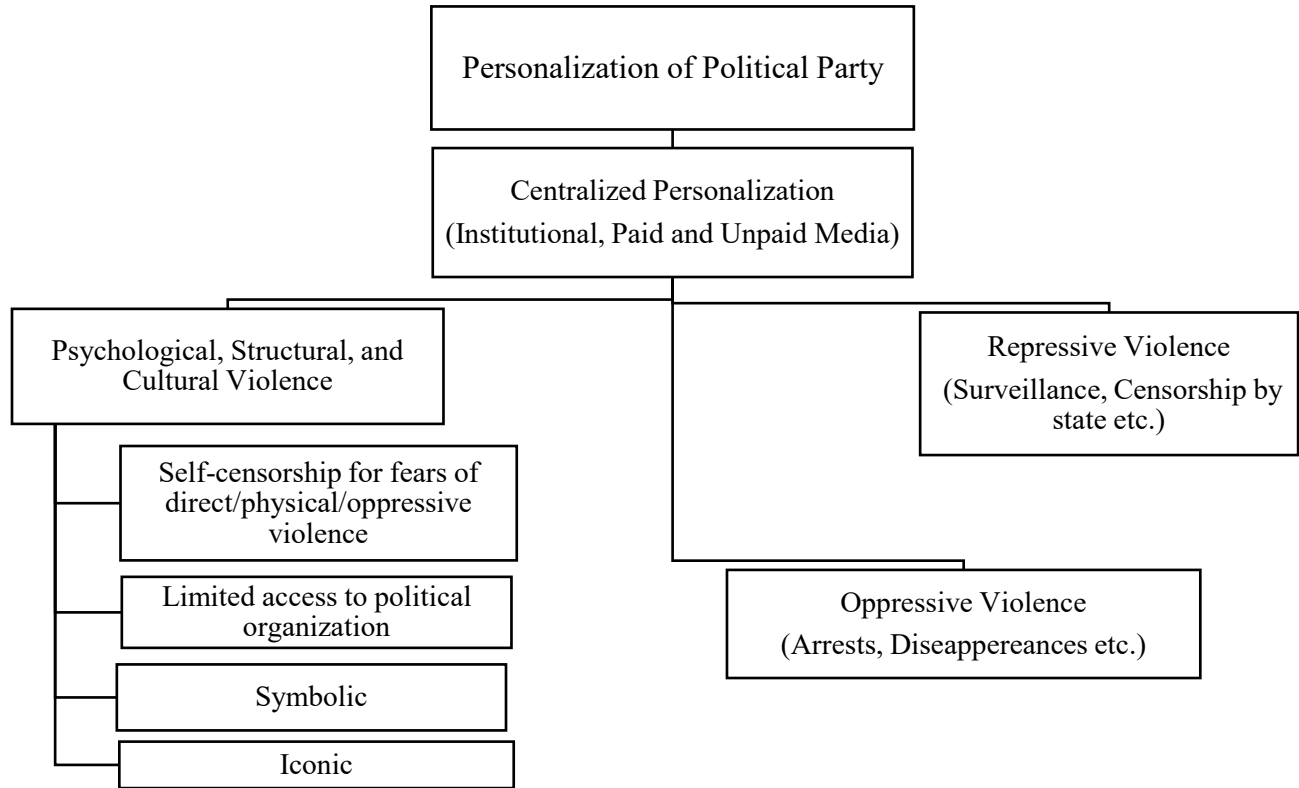 Personalization of Political Party
Centralized Personalization
(Institutional, Paid and Unpaid Media)
Psychological, Structural, and
Cultural Violence
Self-censorship for fears of
direct/physical/oppressive
violence
Limited access to political
organization
Symbolic
Iconic
Repressive Violence
(Surveillance, Censorship by
state etc.)
Oppressive Violence
(Arrests, Diseappereances etc.)